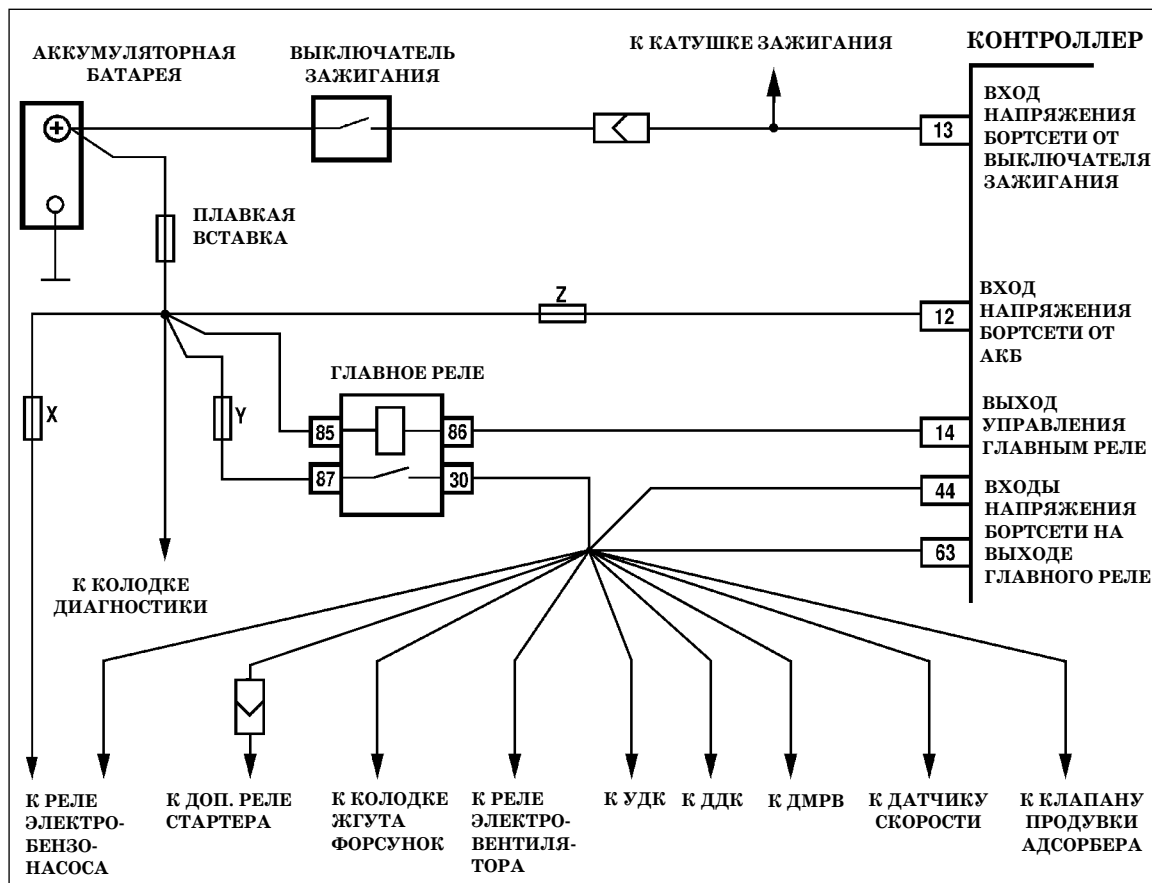 АККУМУЛЯТОРНАЯ
БАТАРЕЯ
ВЫКЛЮЧАТЕЛЬ
ЗАЖИГАНИЯ
К КАТУШКЕ ЗАЖИГАНИЯ
КОНТРОЛЛЕР
13
ВХОД
НАПРЯЖЕНИЯ
БОРТСЕТИ ОТ
ВЫКЛЮЧАТЕЛЯ
ЗАЖИГАНИЯ
ПЛАВКАЯ
ВСТАВКА
Z
12
ВХОД
НАПРЯЖЕНИЯ
БОРТСЕТИ ОТ
АКБ
X
Y
ГЛАВНОЕ РЕЛЕ
85
86
87
30
14
ВЫХОД
УПРАВЛЕНИЯ
ГЛАВНЫМ РЕЛЕ
44
63
ВХОДЫ
НАПРЯЖЕНИЯ
БОРТСЕТИ НА
ВЫХОДЕ
ГЛАВНОГО РЕЛЕ
К КОЛОДКЕ
ДИАГНОСТИКИ
К РЕЛЕ
ЭЛЕКТРО-
БЕНЗО-
НАСОСА
К ДОП. РЕЛЕ
СТАРТЕРА
К КОЛОДКЕ
ЖГУТА
ФОРСУНОК
К РЕЛЕ
ЭЛЕКТРО-
ВЕНТИЛЯ-
ТОРА
К УДК
К ДДК
К ДМРВ
К ДАТЧИКУ
СКОРОСТИ
К КЛАПАНУ
ПРОДУВКИ
АДСОРБЕРА